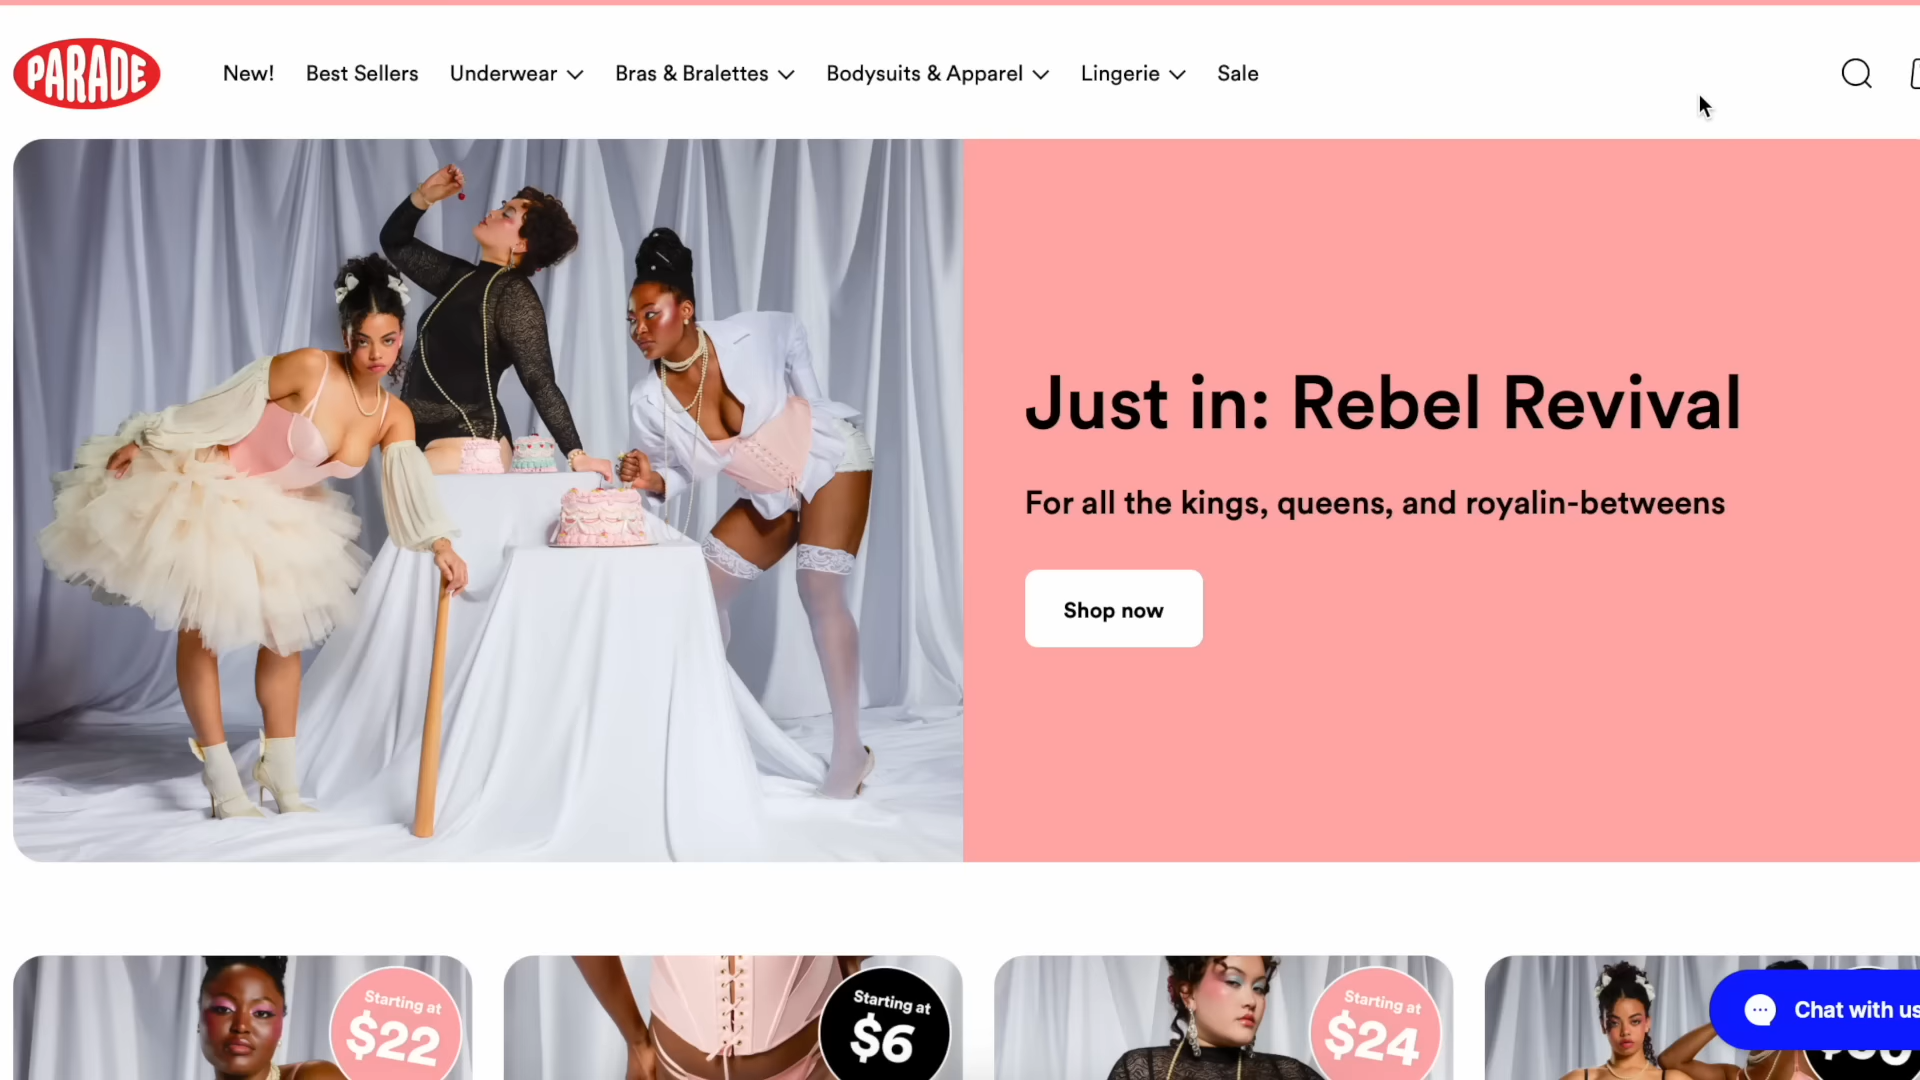 PARADE
New!
Best Sellers
Underwear
Bras & Bralettes
Bodysuits & Apparel
Lingerie
Sale
Just in: Rebel Revival
For all the kings, queens, and royalin-betweens
Shop now
Starting at
$22
Starting at
$6
Starting at
$24
Chat with us